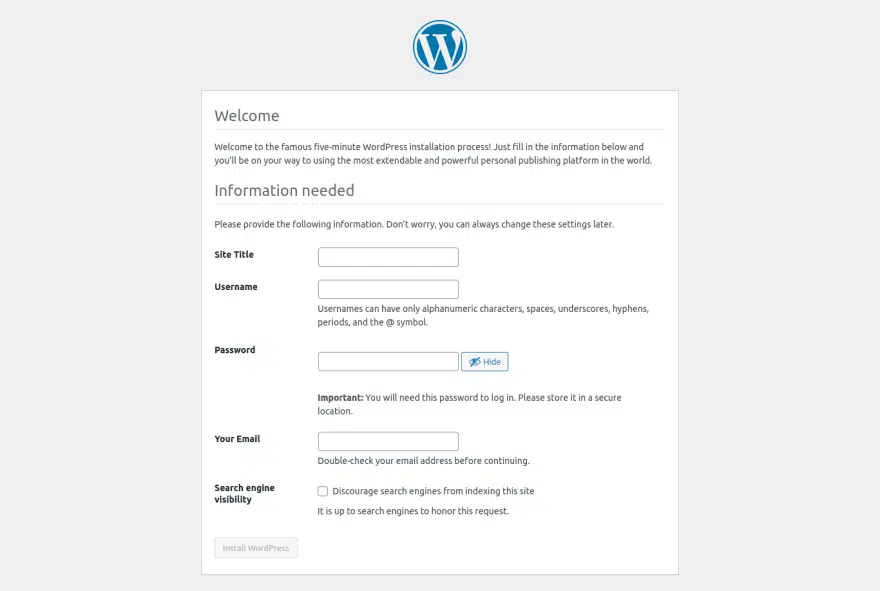 Welcome
Welcome to the famous five-minute WordPress installation process! Just fill in the information below and
you’ll be on your way to using the most extendable and powerful personal publishing platform in the world.
Information needed
Please provide the following information. Don’t worry, you can always change these settings later.
Site Title
Username
Usernames can have only alphanumeric characters, spaces, underscores, hyphens,
periods, and the @ symbol.
Password
Hide
Important: You will need this password to log in. Please store it in a secure
location.
Your Email
Double-check your email address before continuing.
Search engine
visibility
Discourage search engines from indexing this site
It is up to search engines to honor this request.
Install WordPress